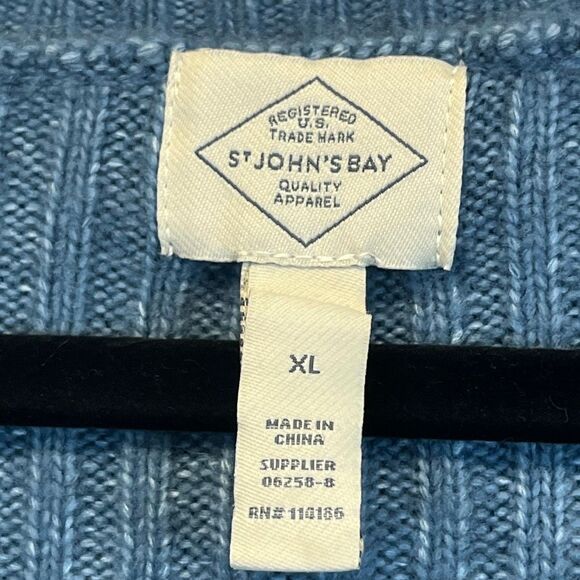 REGISTERED
U.S.
TRADE MARK
ST JOHN'S BAY
QUALITY
APPAREL
XL
MADE IN
CHINA
SUPPLIER
06258-8
RN# 110186